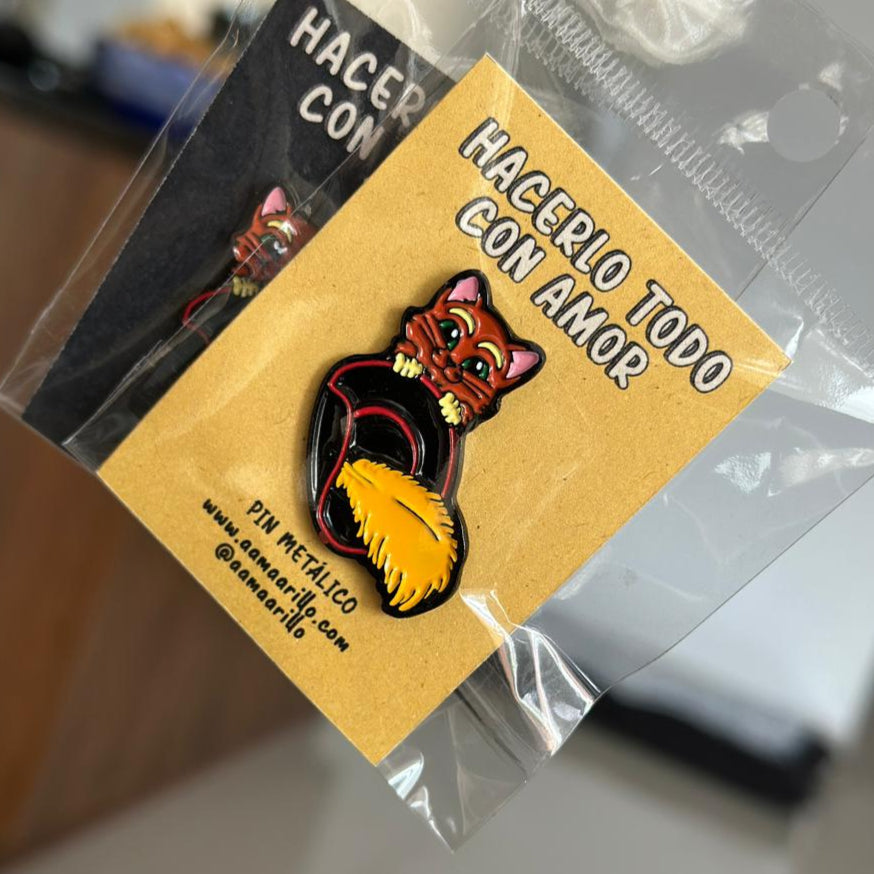 HACER
CON
HACERLO TODO
CON AMOR
PIN METÁLICO
www.aamaarillo.com
@aamaarillo